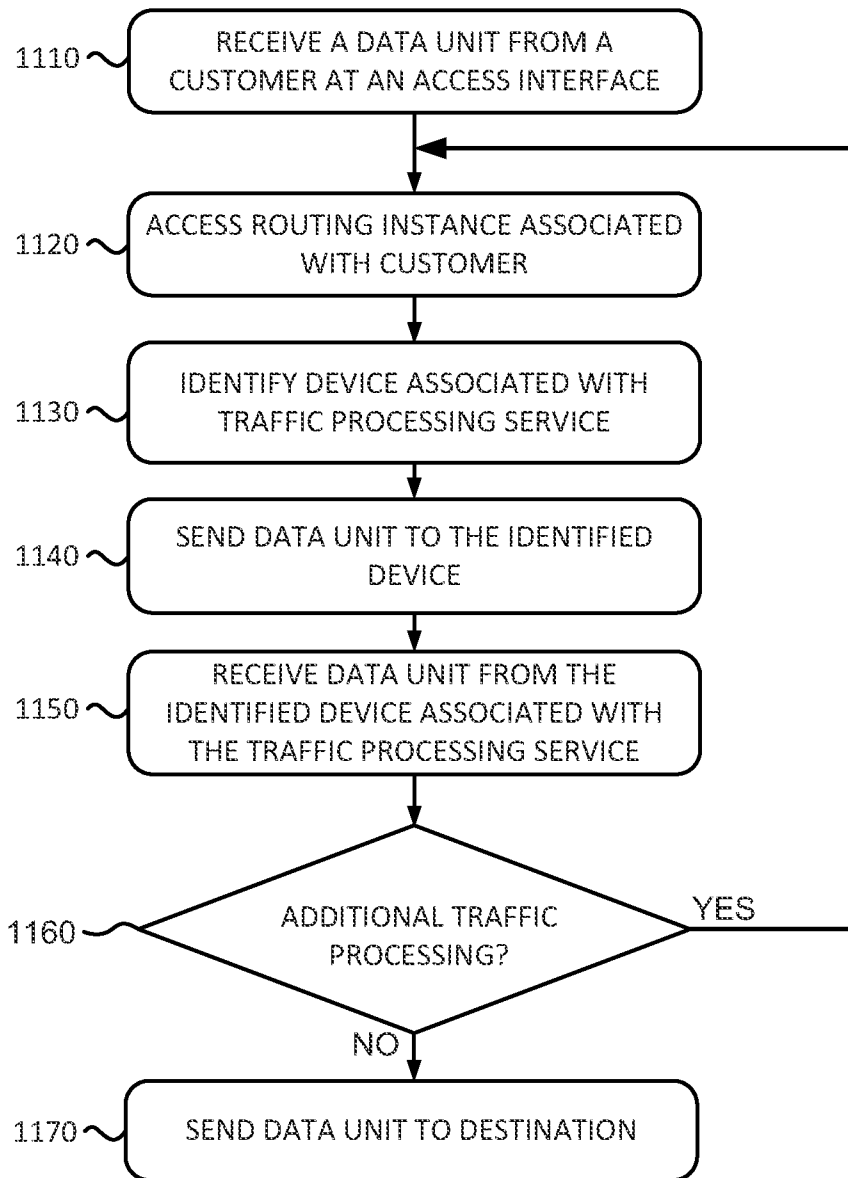 1110
RECEIVE A DATA UNIT FROM A
CUSTOMER AT AN ACCESS INTERFACE
1120
ACCESS ROUTING INSTANCE ASSOCIATED
WITH CUSTOMER
1130
IDENTIFY DEVICE ASSOCIATED WITH
TRAFFIC PROCESSING SERVICE
1140
SEND DATA UNIT TO THE IDENTIFIED
DEVICE
1150
RECEIVE DATA UNIT FROM THE
IDENTIFIED DEVICE ASSOCIATED WITH
THE TRAFFIC PROCESSING SERVICE
1160
ADDITIONAL TRAFFIC
PROCESSING?
YES
NO
1170
SEND DATA UNIT TO DESTINATION